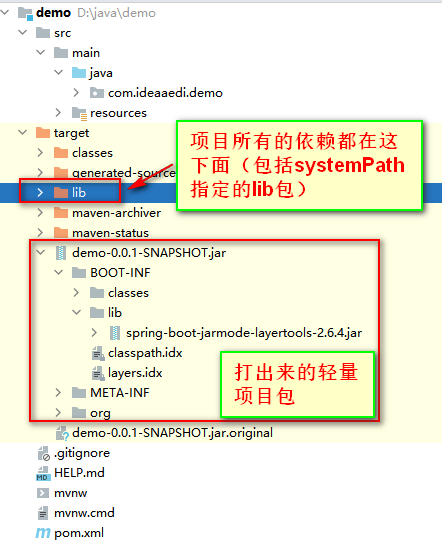 demo D:\java\demo
src
main
java
com.ideaaedi.demo
resources
target
classes
generated-source
lib
maven-archiver
maven-status
demo-0.0.1-SNAPSHOT.jar
BOOT-INF
classes
lib
spring-boot-jarmode-layertools-2.6.4.jar
classpath.idx
layers.idx
META-INF
org
demo-0.0.1-SNAPSHOT.jar.original
.gitignore
HELP.md
mvnw
mvnw.cmd
pom.xml
项目所有的依赖都在这
下面（包括systemPath
指定的lib包）
打出来的轻量
项目包